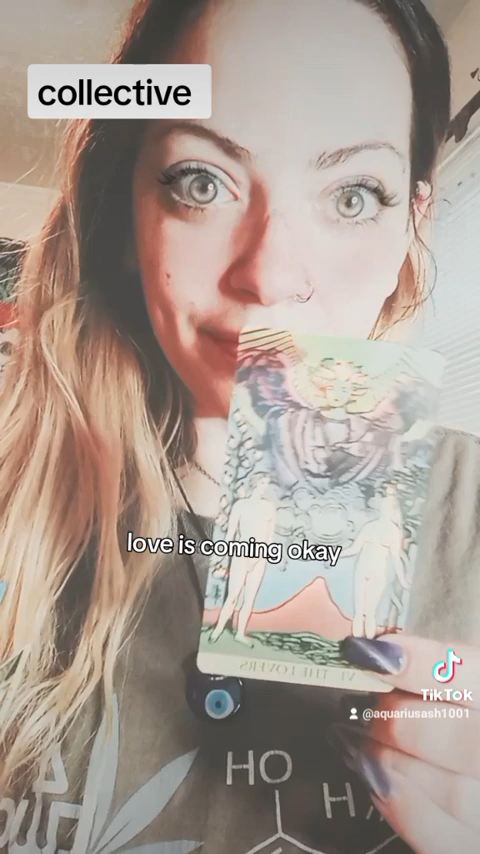 collective
love is coming okay
VI THE LOVERS
TikTok
@aquariusash1001
HO
H